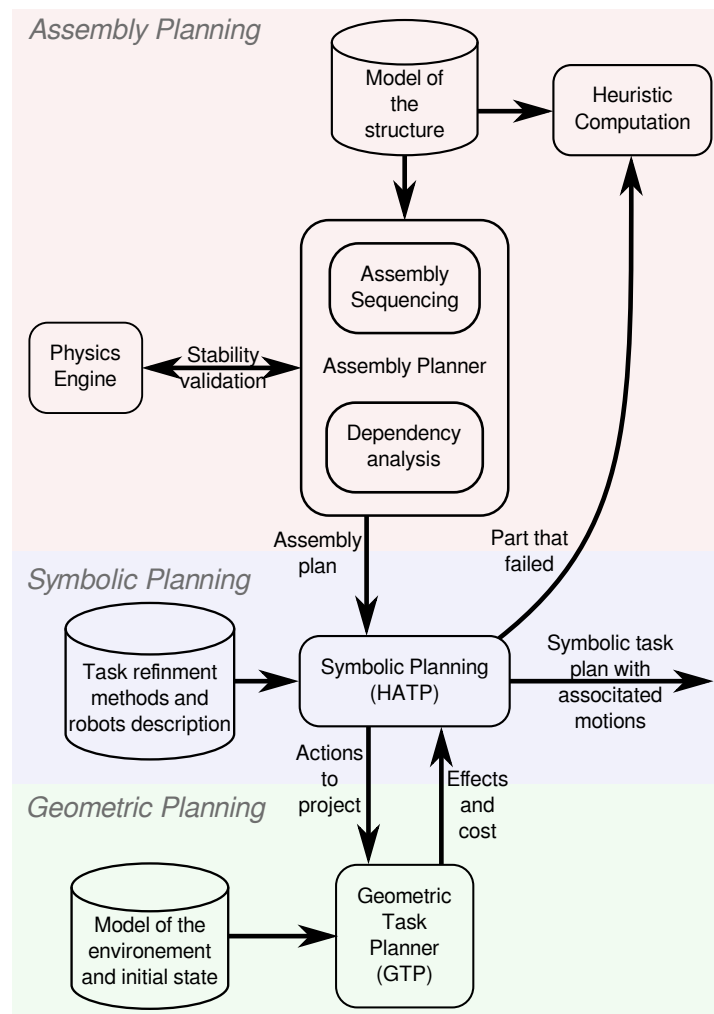 Assembly Planning
Model of
the
structure
Heuristic
Computation
Assembly
Sequencing
Physics
Engine
Stability
validation
Assembly Planner
Dependency
analysis
Assembly
plan
Part that
failed
Symbolic Planning
Task refinment
methods and
robots description
Symbolic Planning
(HATP)
Symbolic task
plan with
associtated
motions
Actions
to
project
Effects
and
cost
Geometric Planning
Model of the
environement
and initial state
Geometric
Task
Planner
(GTP)